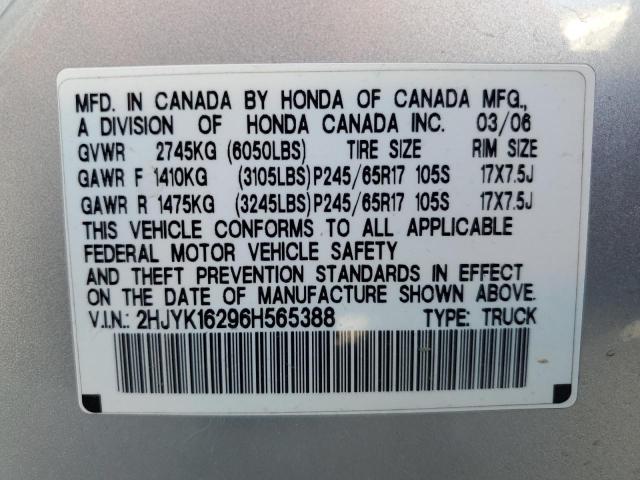 MFD. IN CANADA BY HONDA OF CANADA MFG.,
A DIVISION OF HONDA CANADA INC. 03/06
GVWR 2745KG (6050LBS) TIRE SIZE RIM SIZE
GAWR F 1410KG (3105LBS) P245/65R17 105S 17X7.5J
GAWR R 1475KG (3245LBS) P245/65R17 105S 17X7.5J
THIS VEHICLE CONFORMS TO ALL APPLICABLE
FEDERAL MOTOR VEHICLE SAFETY
AND THEFT PREVENTION STANDARDS IN EFFECT
ON THE DATE OF MANUFACTURE SHOWN ABOVE.
V.I.N.: 2HJYK16296H565388 TYPE: TRUCK